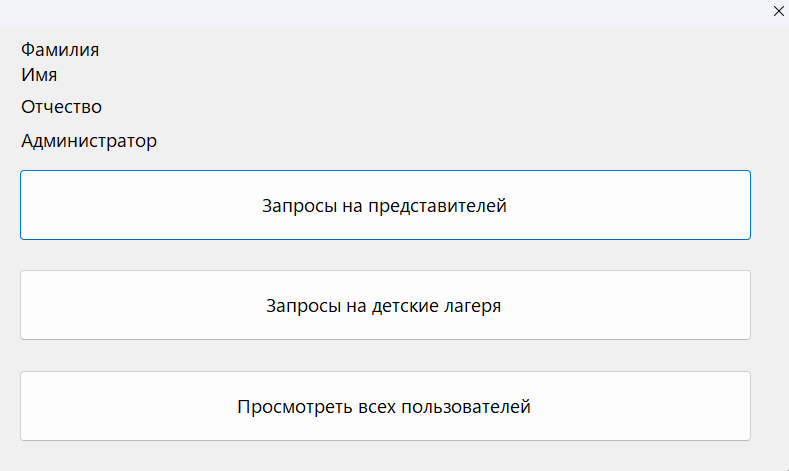 Фамилия
Имя
Отчество
Администратор
Запросы на представителей
Запросы на детские лагеря
Просмотреть всех пользователей